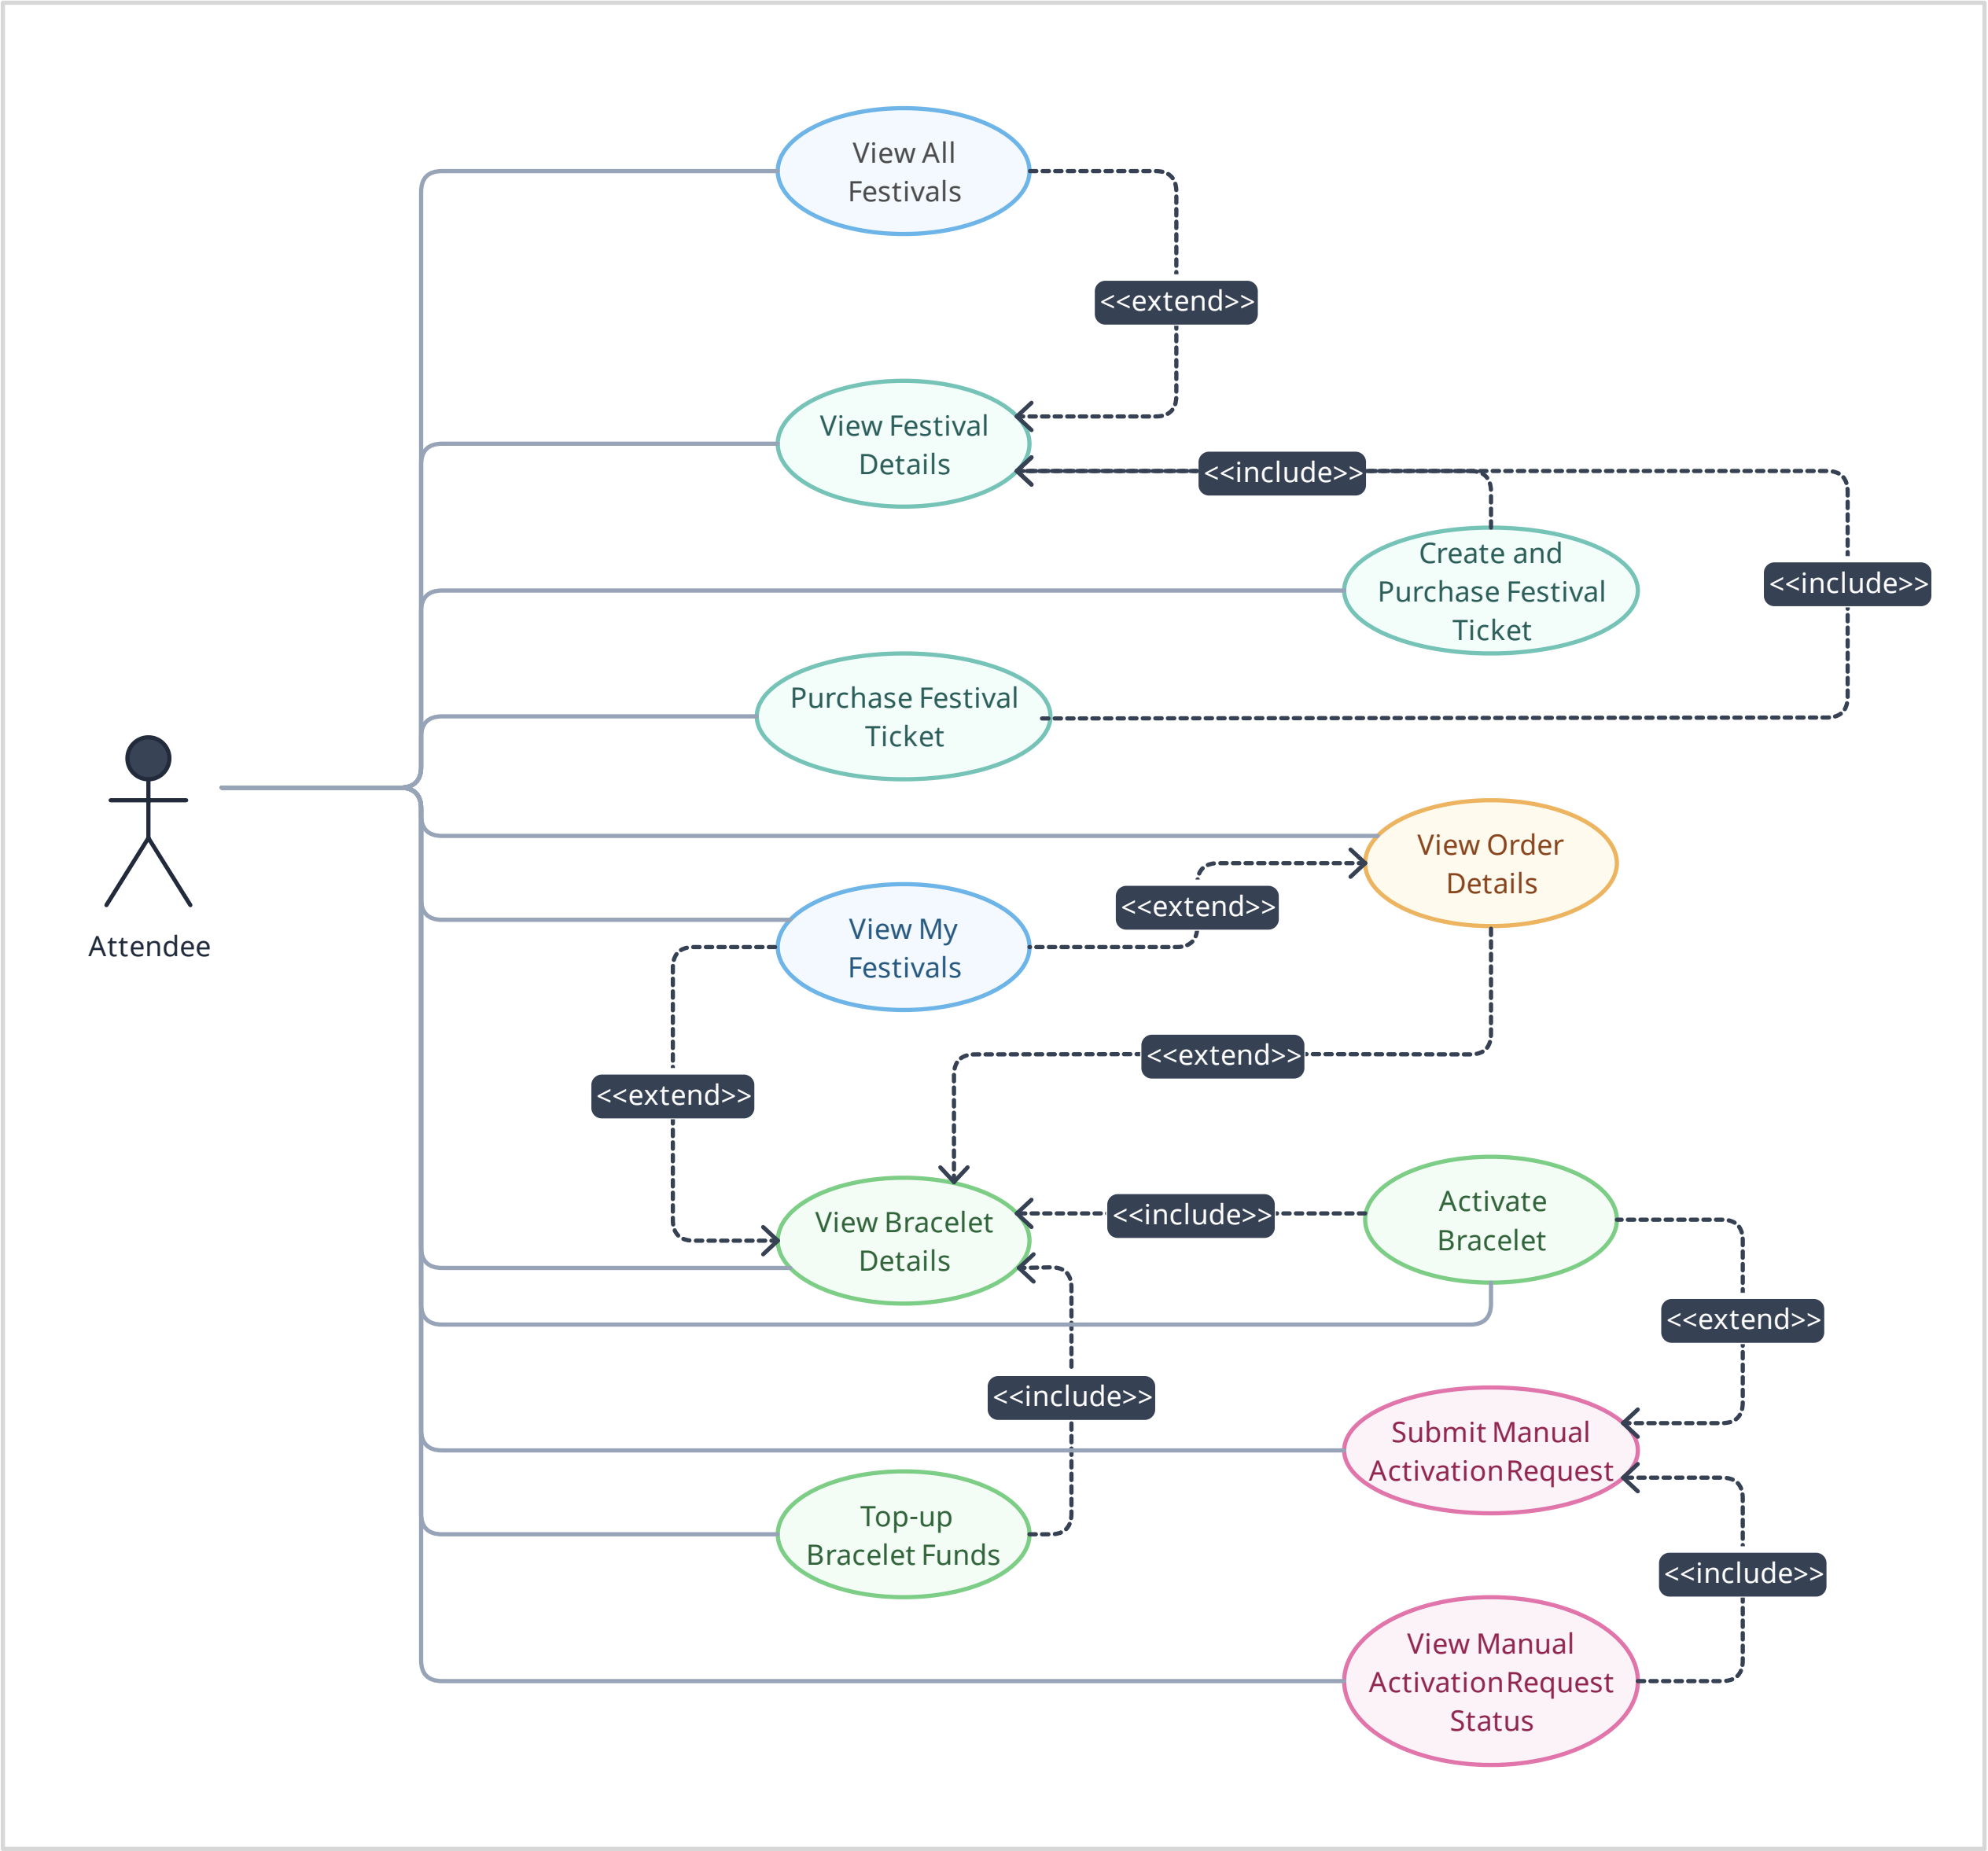 View All
Festivals
<<extend>>
View Festival
Details
<<include>>
Create and
Purchase Festival
Ticket
<<include>>
Purchase Festival
Ticket
View Order
Details
<<extend>>
View My
Festivals
Attendee
<<extend>>
<<extend>>
View Bracelet
Details
<<include>>
Activate
Bracelet
<<extend>>
<<include>>
Submit Manual
Activation Request
Top-up
Bracelet Funds
<<include>>
View Manual
Activation Request
Status